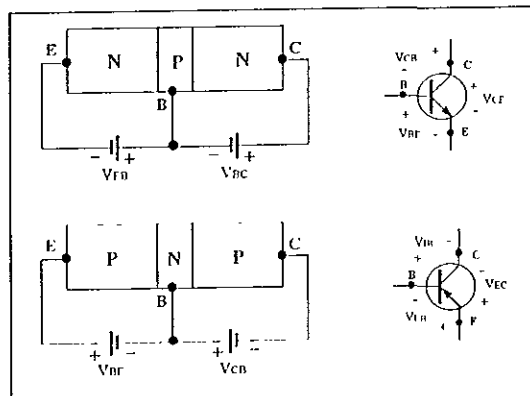 E N P N C
B
− + − +
VEB VBC
VCB + C
−
B + VCE
+ −
VBE − E
E P N P C
B
+ − + −
VBE VCB
− C
+
B − VEC
− +
+